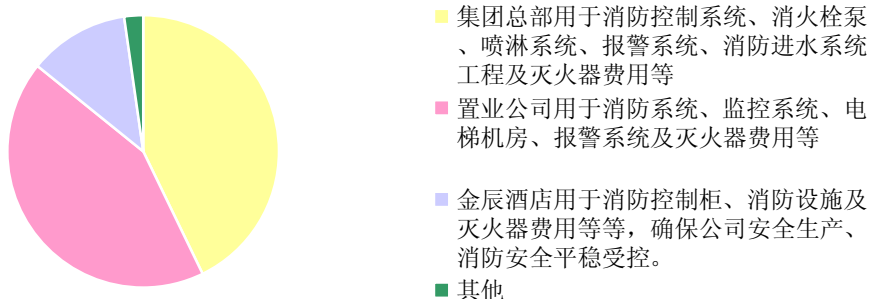 集团总部用于消防控制系统、消火栓泵
、喷淋系统、报警系统、消防进水系统
工程及灭火器费用等
置业公司用于消防系统、监控系统、电
梯机房、报警系统及灭火器费用等
金辰酒店用于消防控制柜、消防设施及
灭火器费用等等，确保公司安全生产、
消防安全平稳受控。
其他